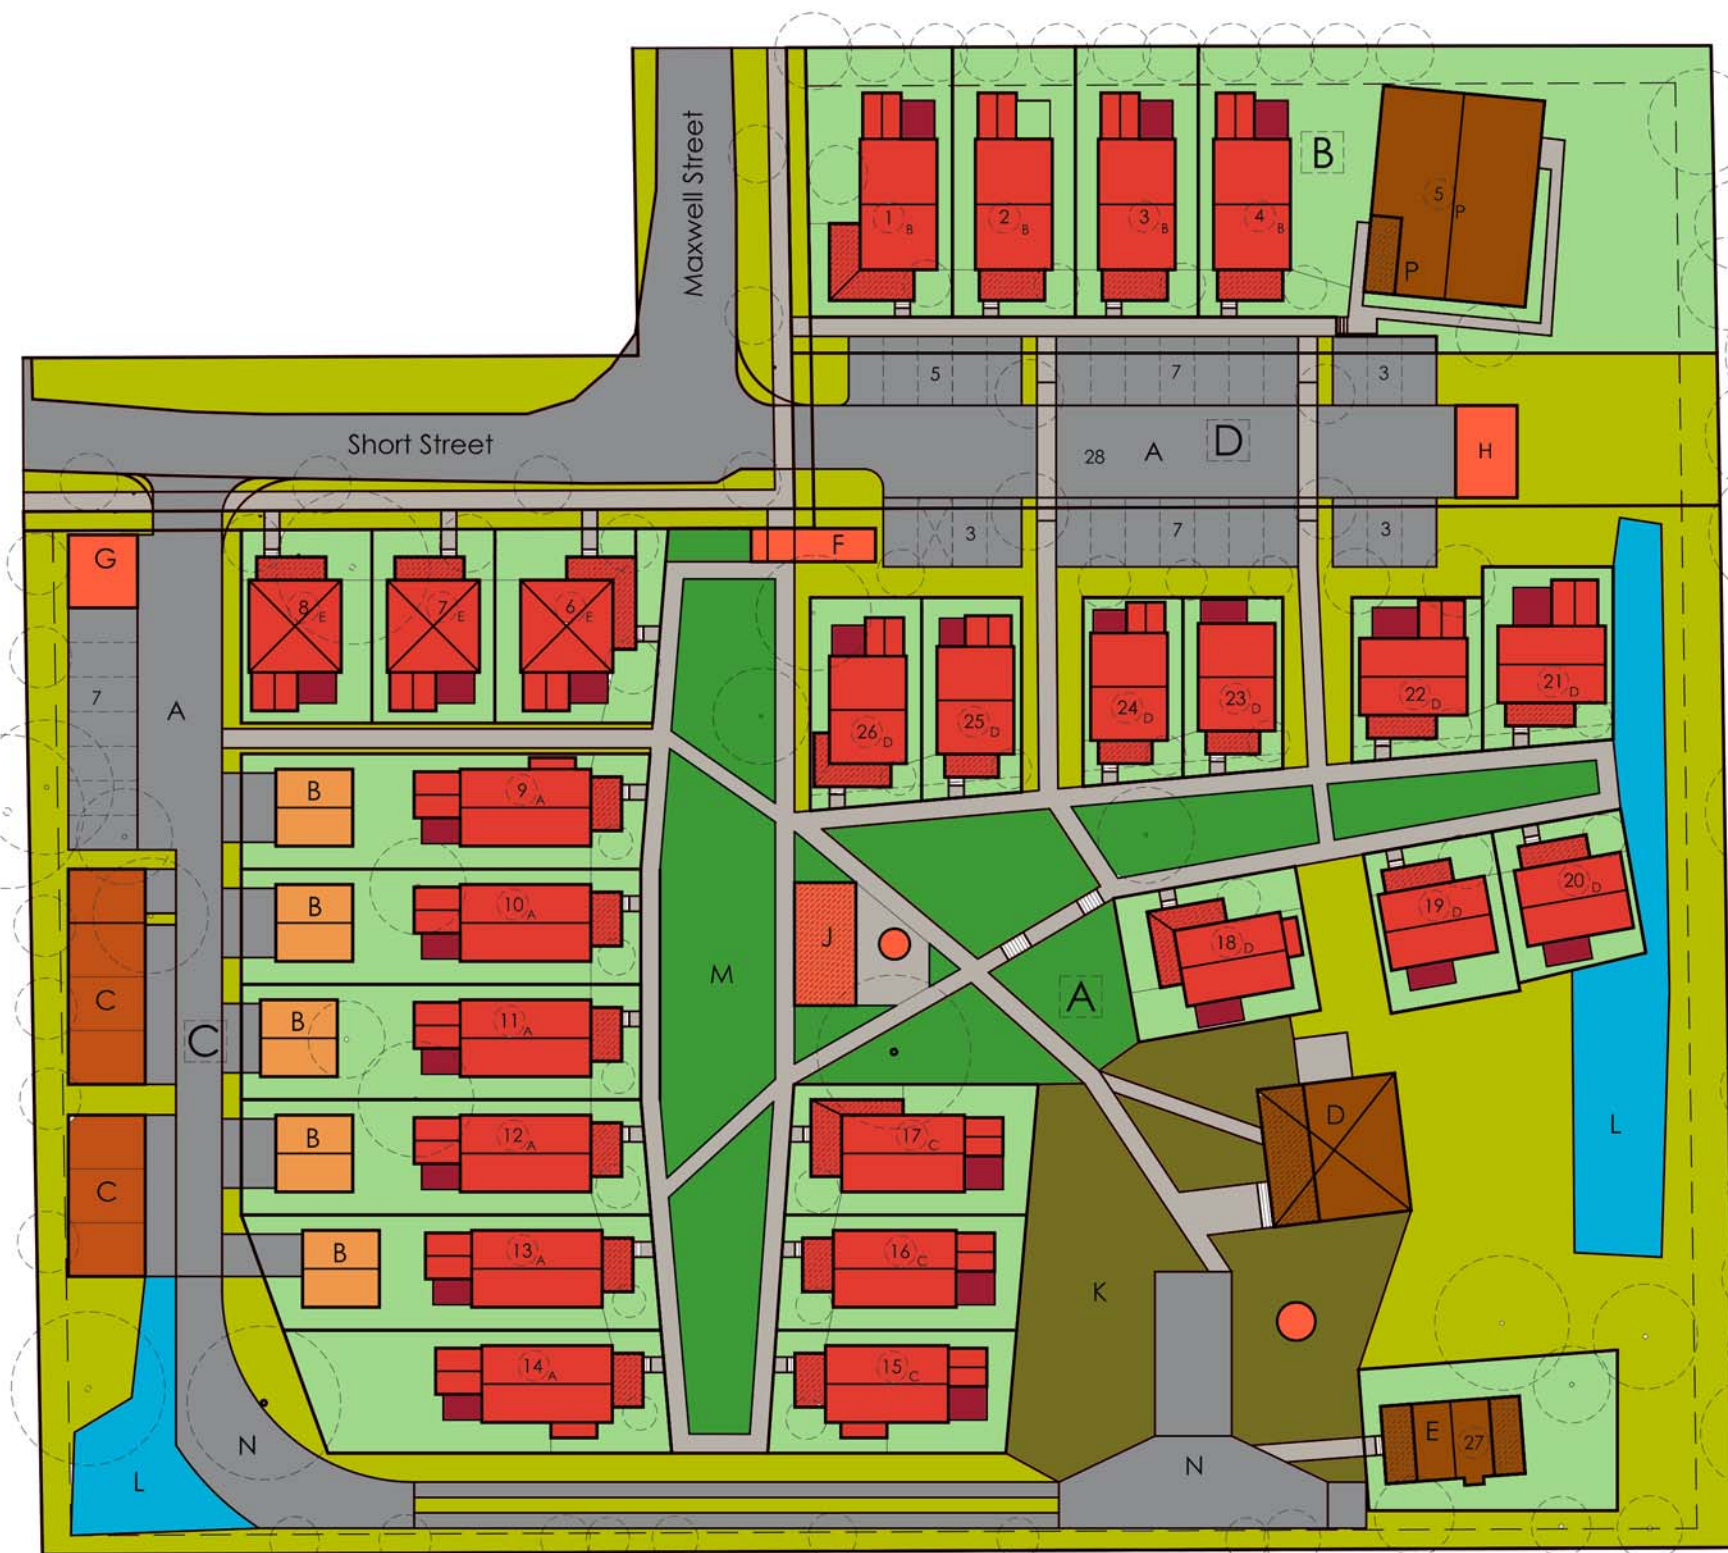 Maxwell Street
B
1 B
2 B
3 B
4 B
5 P
P
5
7
3
Short Street
28
A
D
H
3
7
3
G
F
8 E
7 E
6 E
7
A
26 D
25 D
24 D
23 D
22 D
21 D
B
9 A
B
10 A
J
18 D
19 D
20 D
C
C
B
11 A
M
A
C
B
12 A
17 C
D
L
B
13 A
16 C
K
14 A
15 C
N
L
N
E
27